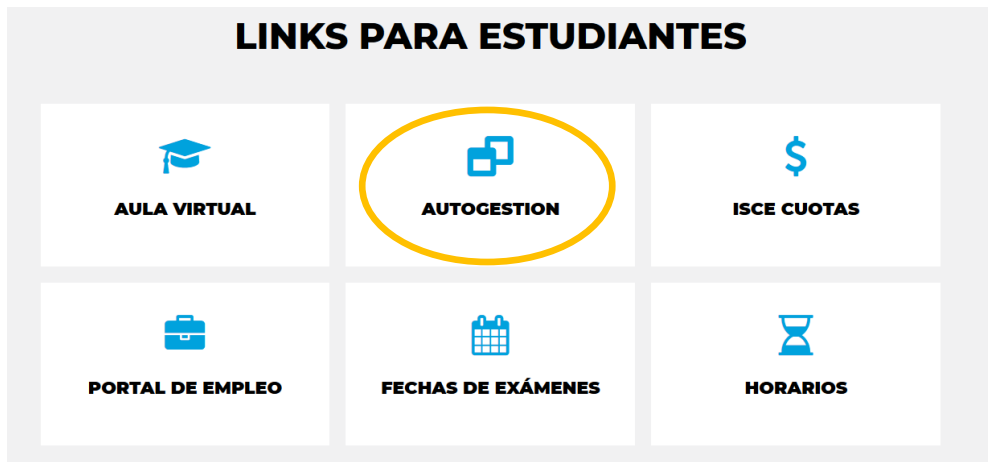 LINKS PARA ESTUDIANTES
AULA VIRTUAL
AUTOGESTION
ISCE CUOTAS
PORTAL DE EMPLEO
FECHAS DE EXÁMENES
HORARIOS